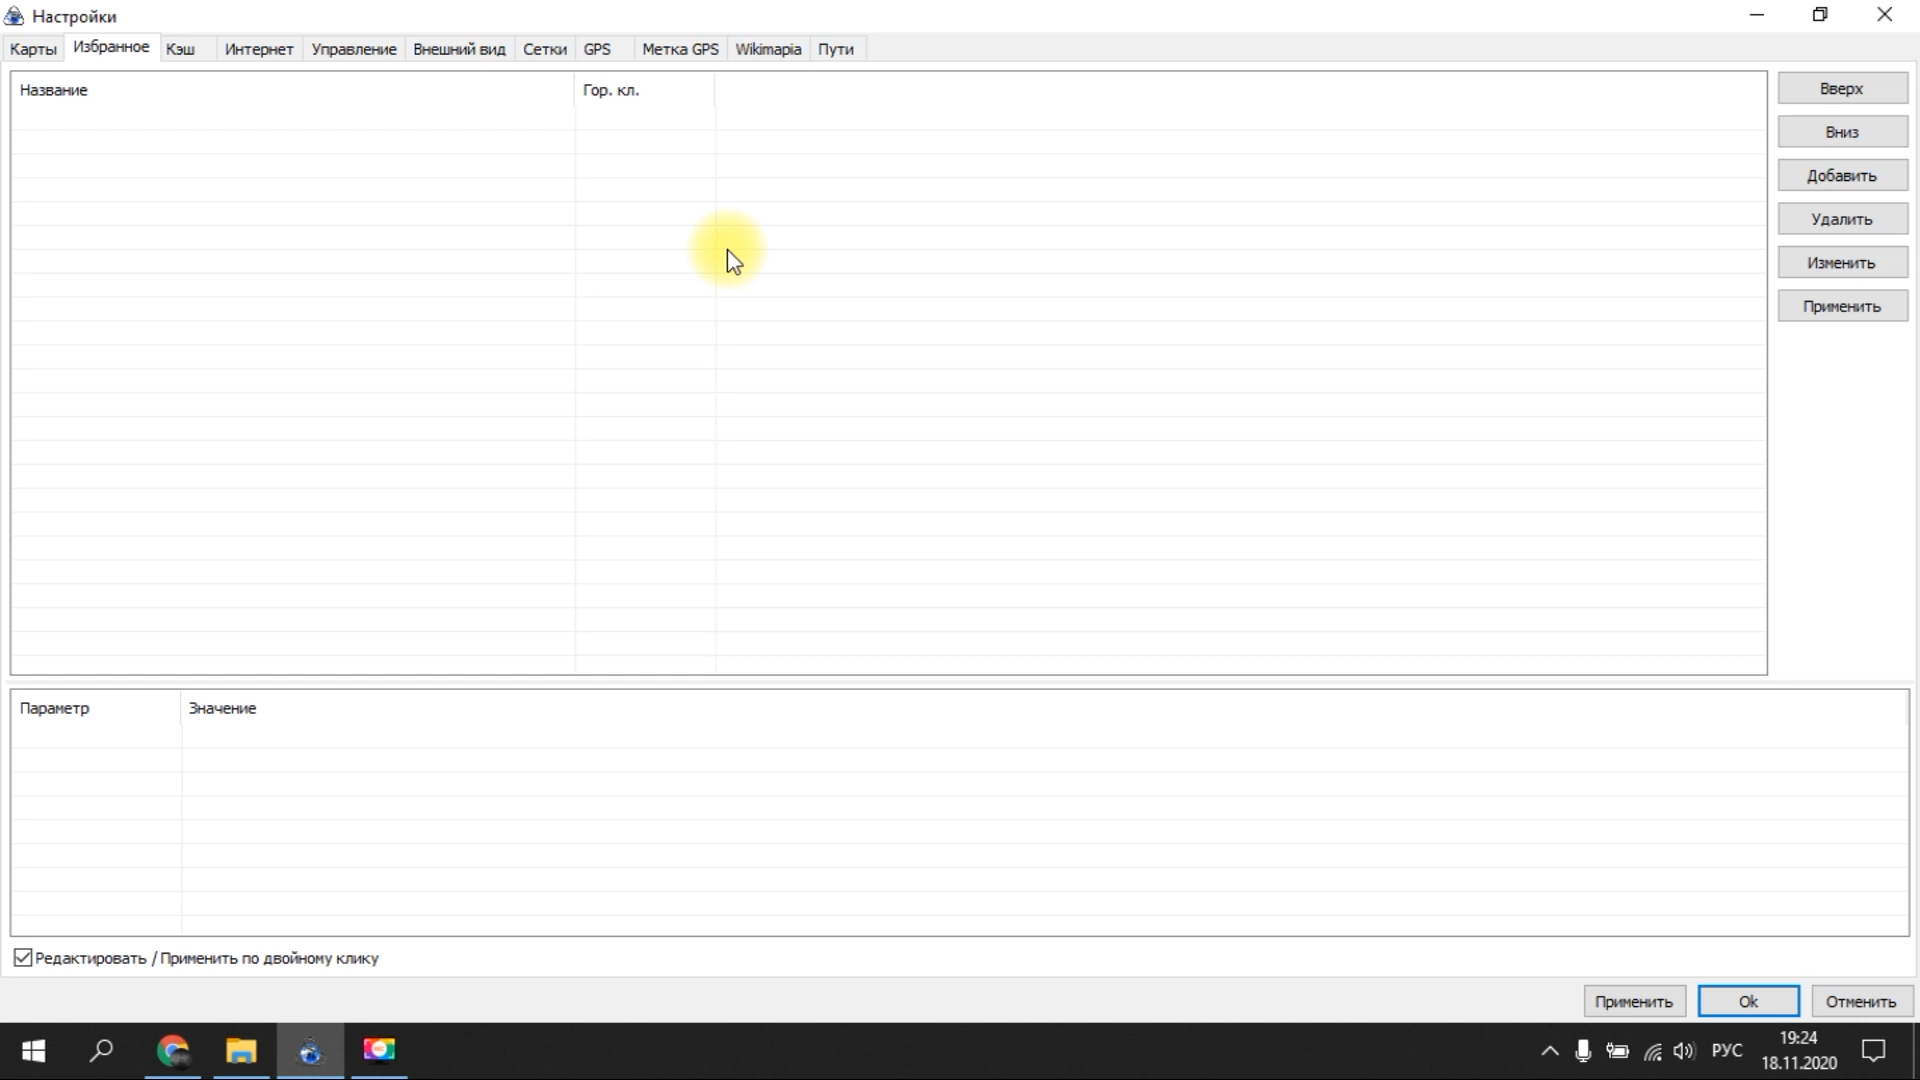 Настройки
Карты Избранное Кэш Интернет Управление Внешний вид Сетки GPS Метка GPS Wikimapia Пути
Название Гор. кл.
Вверх
Вниз
Добавить
Удалить
Изменить
Применить
Параметр Значение
Редактировать / Применить по двойному клику
Применить Ok Отменить
РУС
19:24
18.11.2020